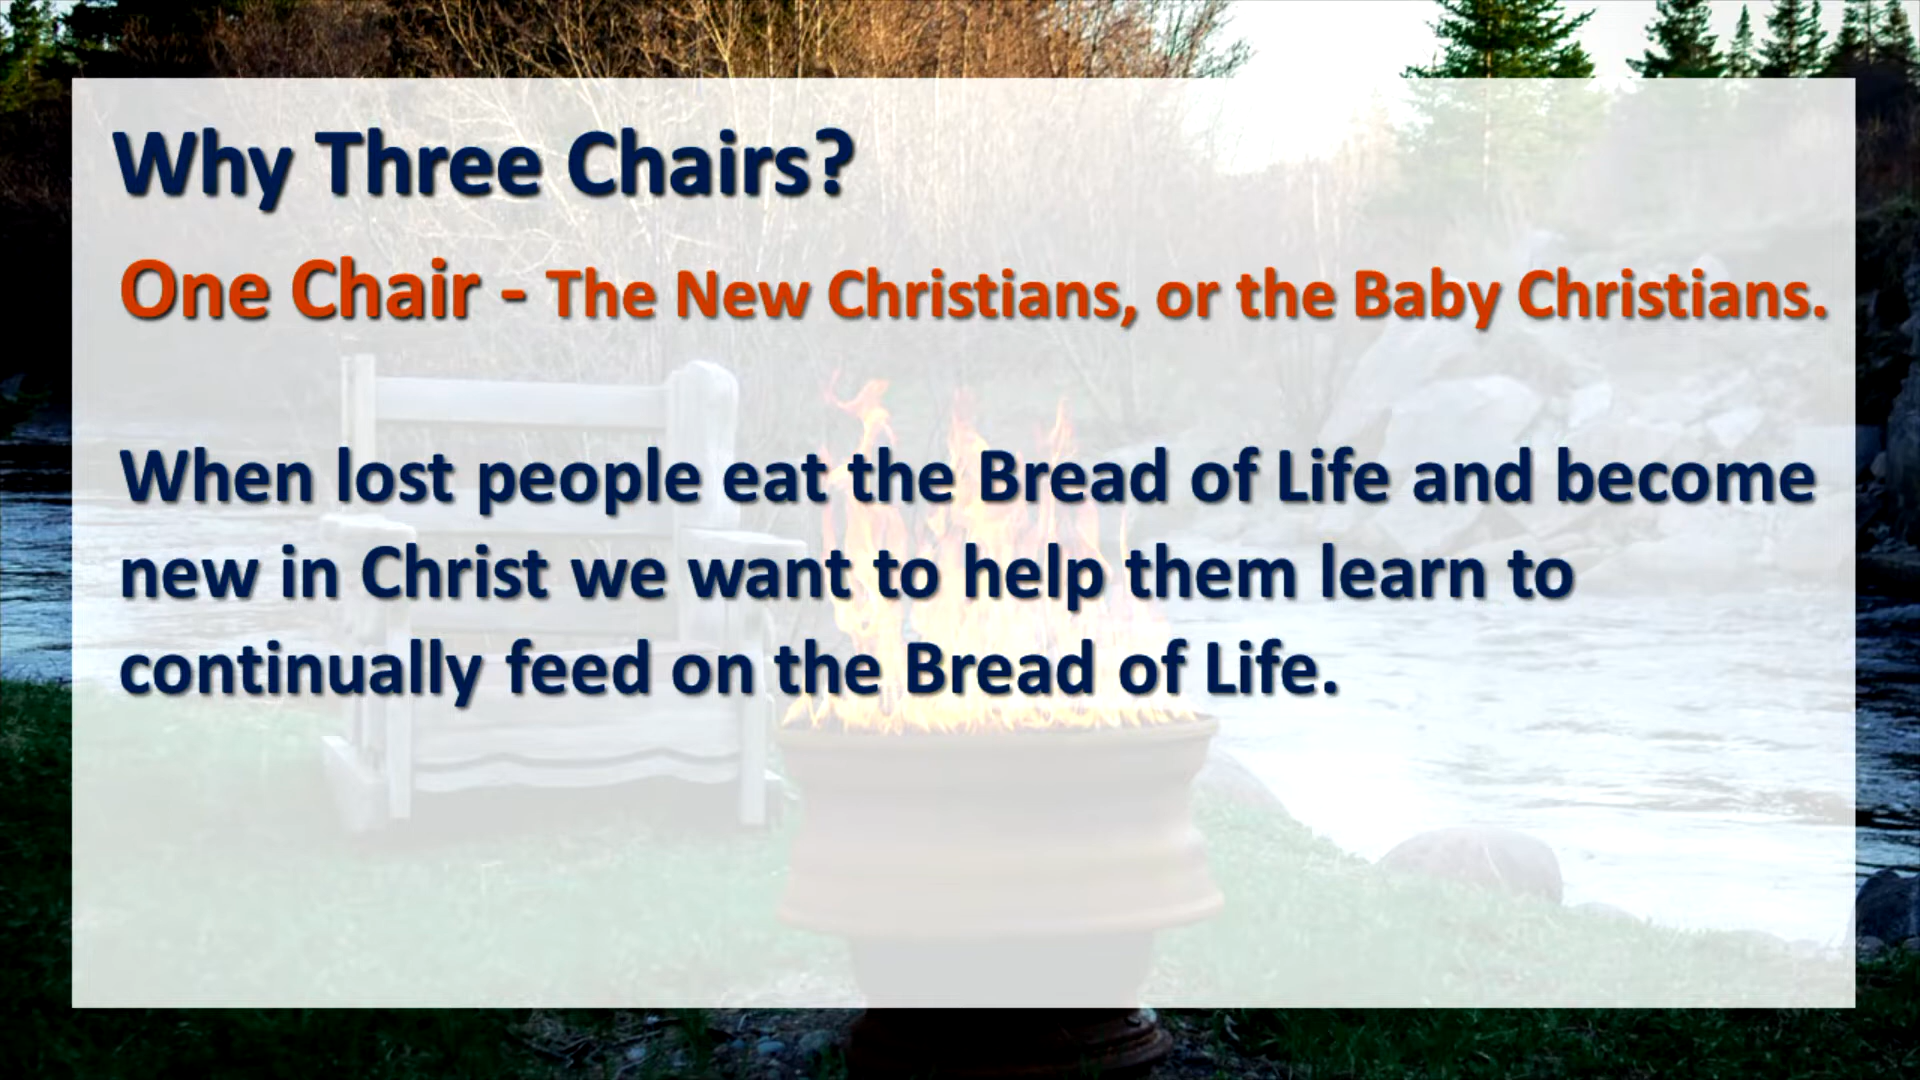 Why Three Chairs?
One Chair - The New Christians, or the Baby Christians.
When lost people eat the Bread of Life and become
new in Christ we want to help them learn to
continually feed on the Bread of Life.